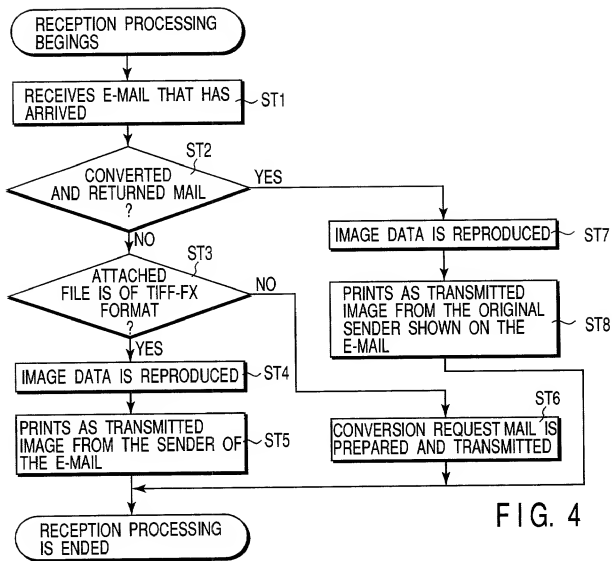 RECEPTION PROCESSING
BEGINGS
RECEIVES E-MAIL THAT HAS
ARRIVED
ST1
ST2
CONVERTED
AND RETURNED MAIL
?
YES
NO
ST3
ATTACHED
FILE IS OF TIFF-FX
FORMAT
?
NO
YES
IMAGE DATA IS REPRODUCED
ST7
PRINTS AS TRANSMITTED
IMAGE FROM THE ORIGINAL
SENDER SHOWN ON THE
E-MAIL
ST8
IMAGE DATA IS REPRODUCED
ST4
PRINTS AS TRANSMITTED
IMAGE FROM THE SENDER OF
THE E-MAIL
ST5
ST6
CONVERSION REQUEST MAIL IS
PREPARED AND TRANSMITTED
RECEPTION PROCESSING
IS ENDED
FIG. 4